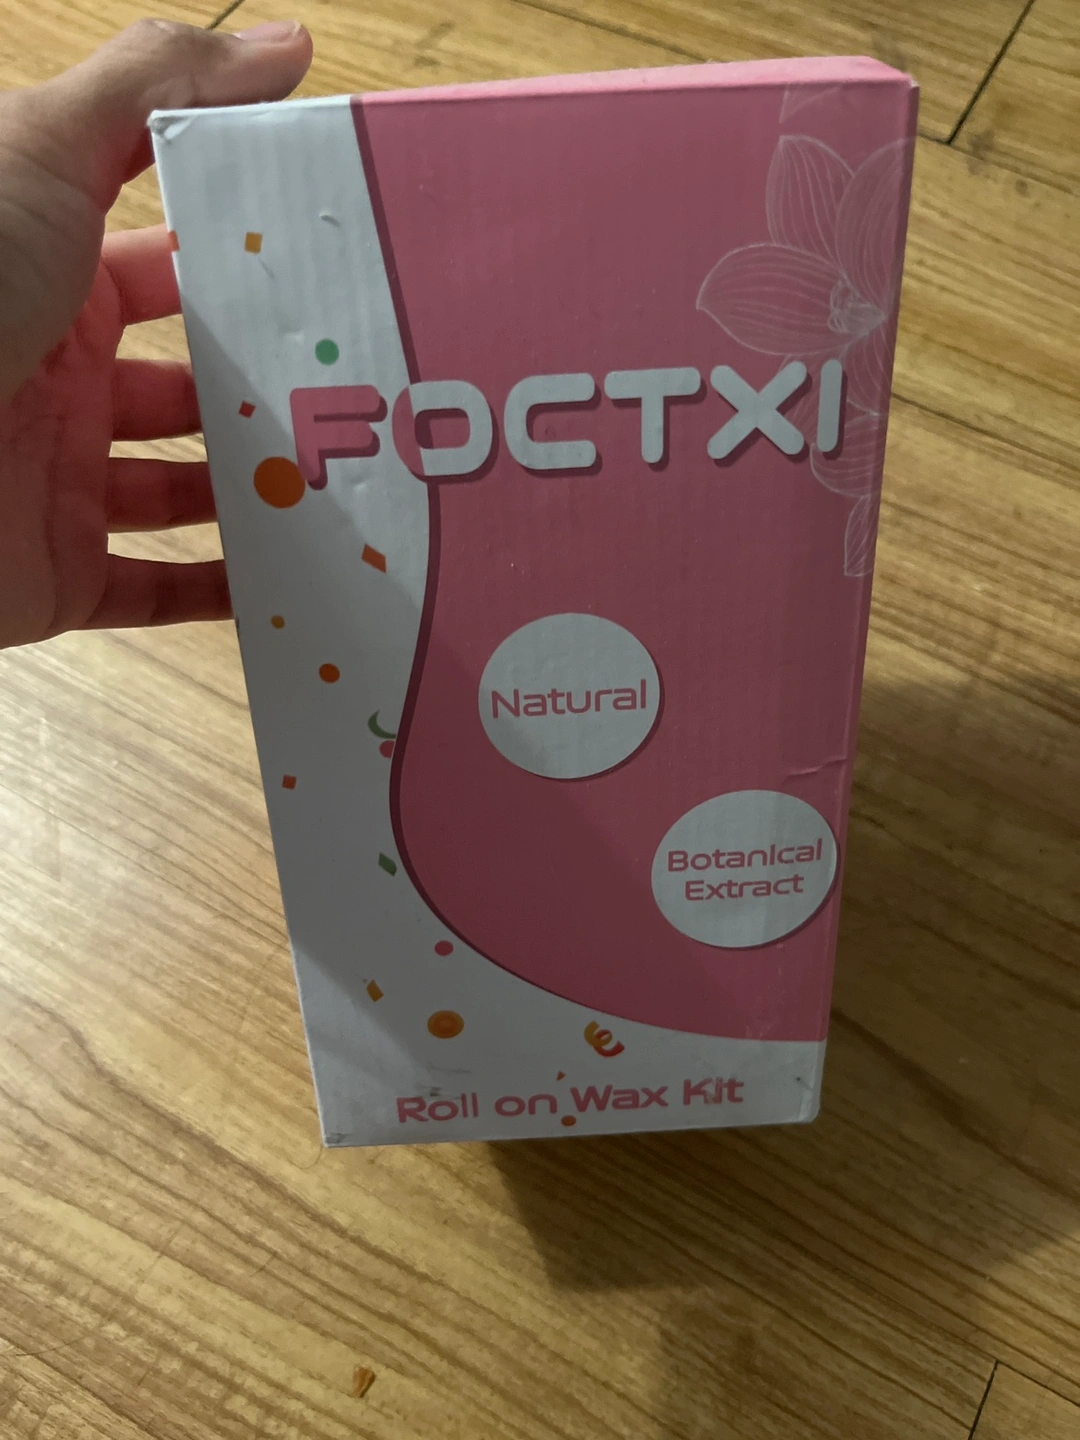 FOCTXI
Natural
Botanical
Extract
Roll on Wax Kit